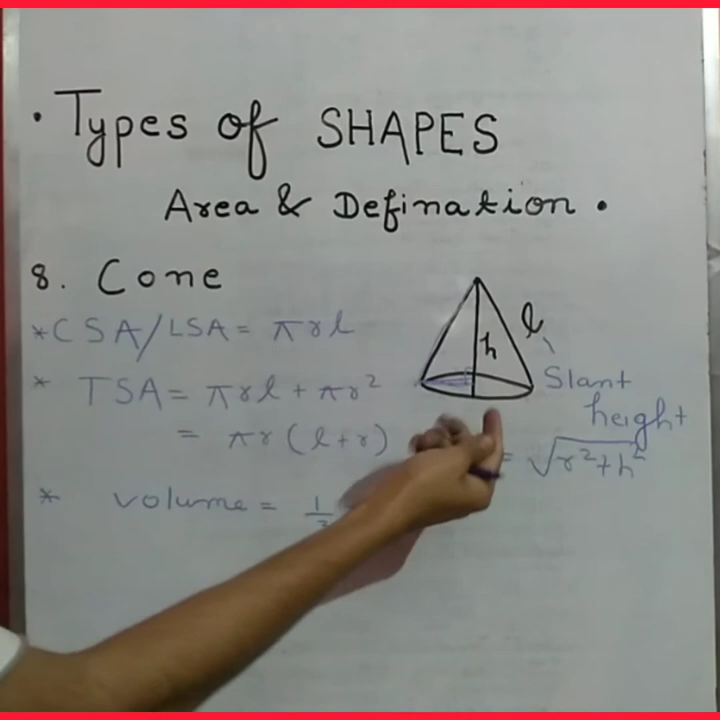 • Types of SHAPES
Area & Defination •
8. Cone
* CSA/LSA = πrl
* TSA = πrl + πr²
= πr (l+r)
* volume = 1/3
h
l
Slant
height
= √r²+h²